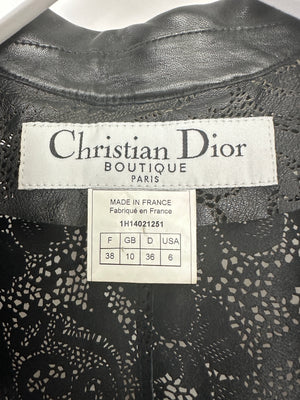 Christian Dior
BOUTIQUE
PARIS
MADE IN FRANCE
Fabriqué en France
1H14021251
F GB D USA
38 10 36 6